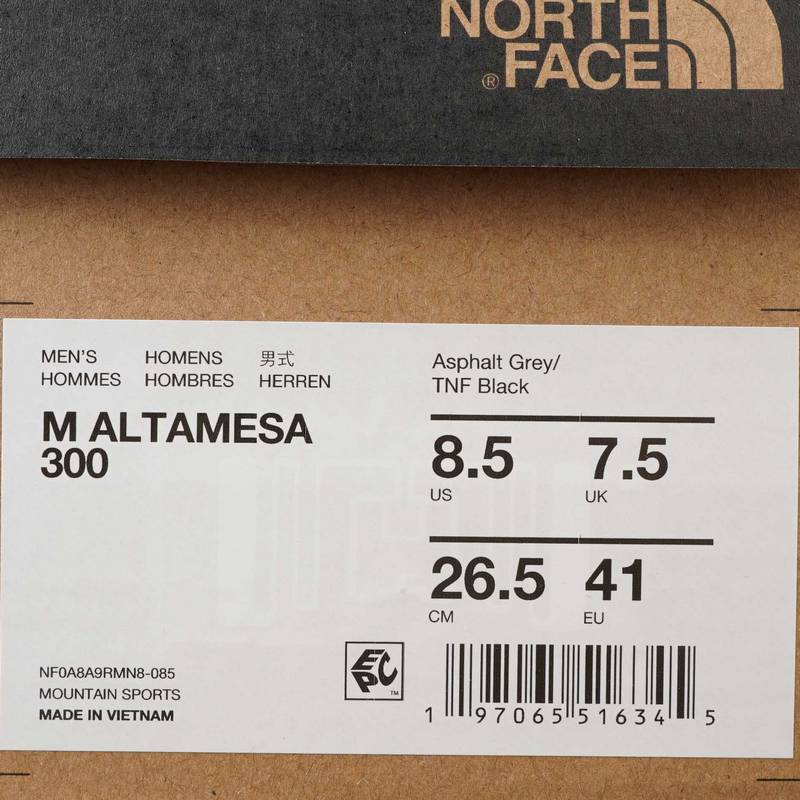 NORTH
FACE
®
MEN'S HOMENS 男式
HOMMES HOMBRES HERREN
M ALTAMESA
300
Asphalt Grey/
TNF Black
8.5 7.5
US UK
26.5 41
CM EU
NF0A8A9RMN8-085
MOUNTAIN SPORTS
MADE IN VIETNAM
EPC
TM
1 97065 51634 5